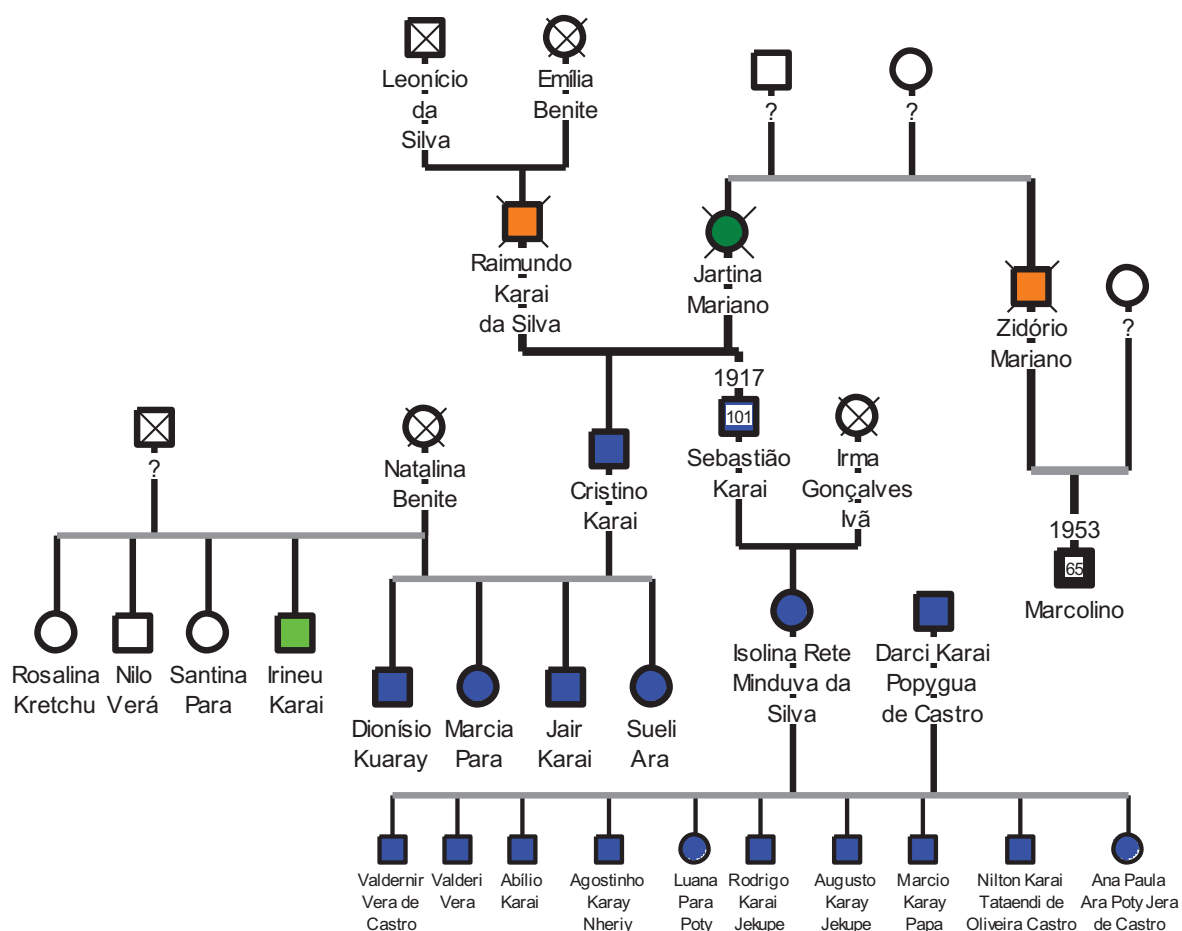 Leonício
da
Silva
Emília
Benite
?
?
Raimundo
Karai
da Silva
Jartina
Mariano
Zidório
Mariano
?
1917
101
Sebastião
Karai
Irma
Gonçalves
Ivã
Cristino
Karai
?
Natalina
Benite
1953
65
Marcolino
Rosalina
Kretchu
Nilo
Verá
Santina
Para
Irineu
Karai
Dionísio
Kuaray
Marcia
Para
Jair
Karai
Sueli
Ara
Isolina Rete
Minduva da
Silva
Darci Karai
Popygua
de Castro
Valdernir
Vera de
Castro
Valderi
Vera
Abílio
Karai
Agostinho
Karay
Nheriy
Luana
Para
Poty
Rodrigo
Karai
Jekupe
Augusto
Karay
Jekupe
Marcio
Karay
Papa
Nilton Karai
Tataendi de
Oliveira Castro
Ana Paula
Ara Poty Jera
de Castro